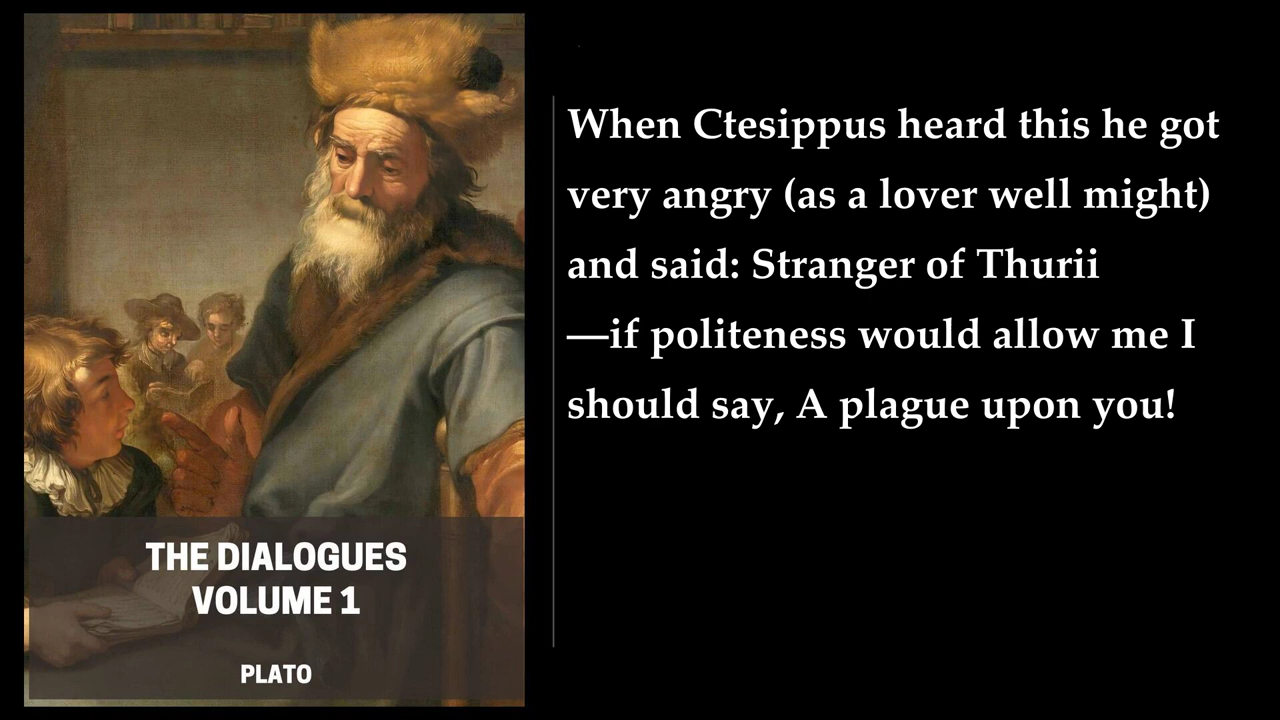 THE DIALOGUES
VOLUME 1
PLATO
When Ctesippus heard this he got
very angry (as a lover well might)
and said: Stranger of Thurii
—if politeness would allow me I
should say, A plague upon you!